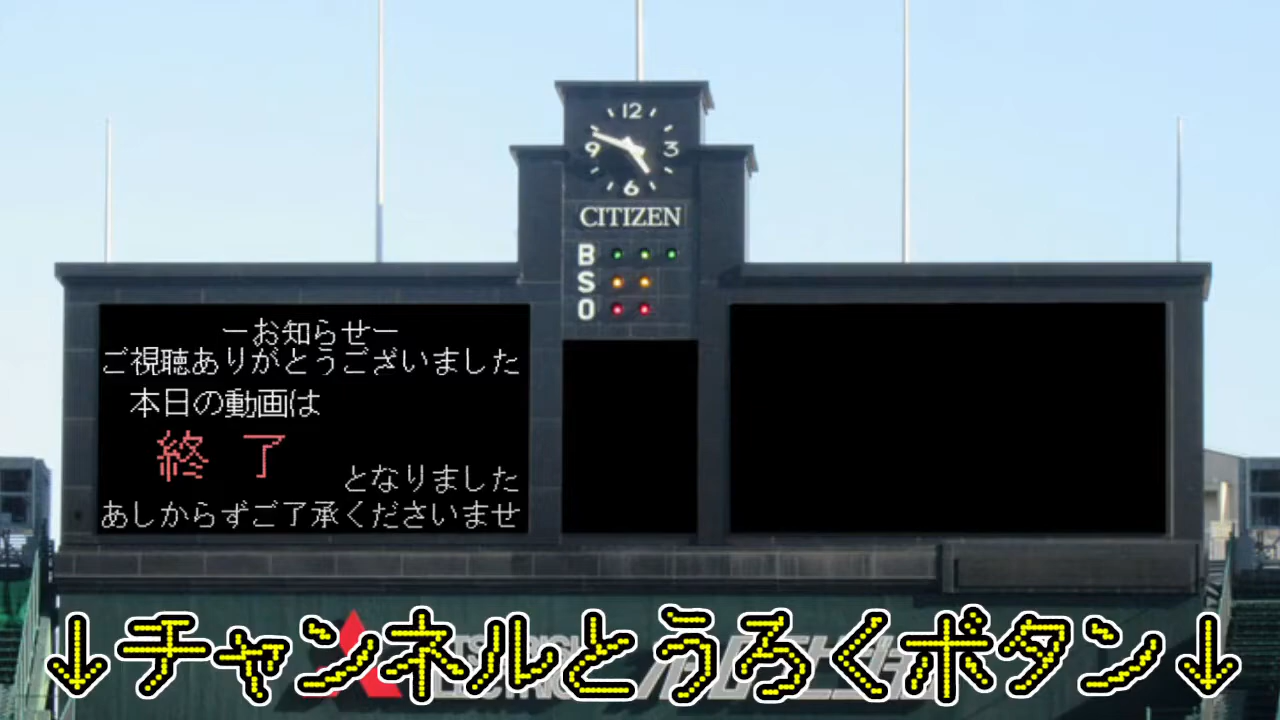 12
9 3
6
CITIZEN
B
S
O
ーお知らせー
ご視聴ありがとうございました
本日の動画は
終了
となりました
あしからずご了承くださいませ
↓チャンネルとうろくボタン↓